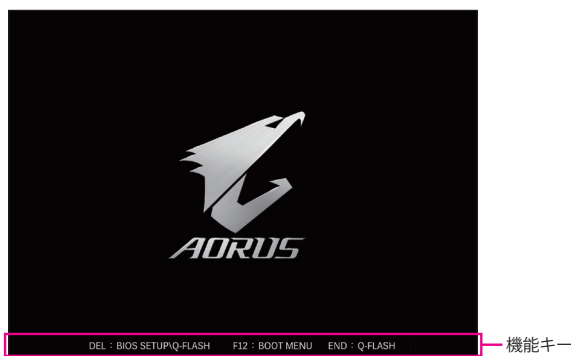 AORUS
DEL : BIOS SETUP\Q-FLASH F12 : BOOT MENU END : Q-FLASH
機能キー